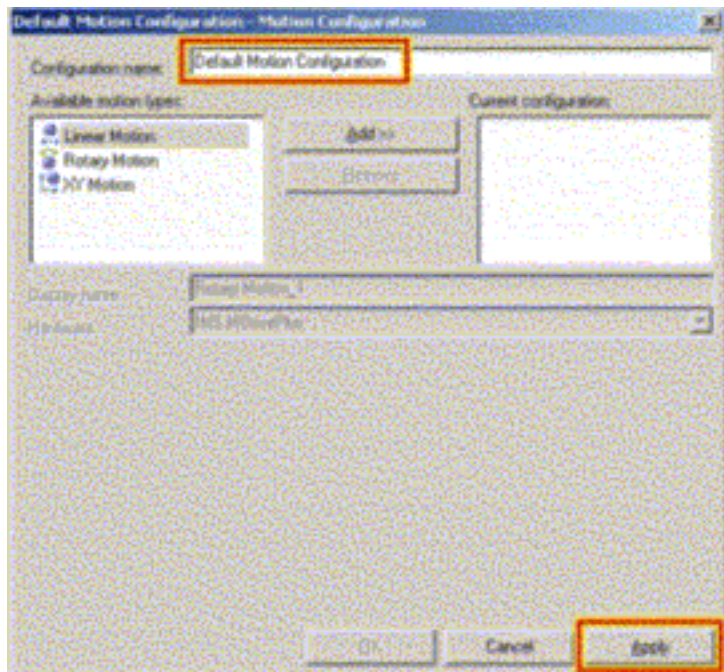 Default Motion Configuration - Motion Configuration
Configuration name: Default Motion Configuration
Available motion types: Current configuration:
Linear Motion
Rotary Motion
XY Motion
Add >>
Remove
Display name Rotary Motion_1
Hardware
OK Cancel Apply